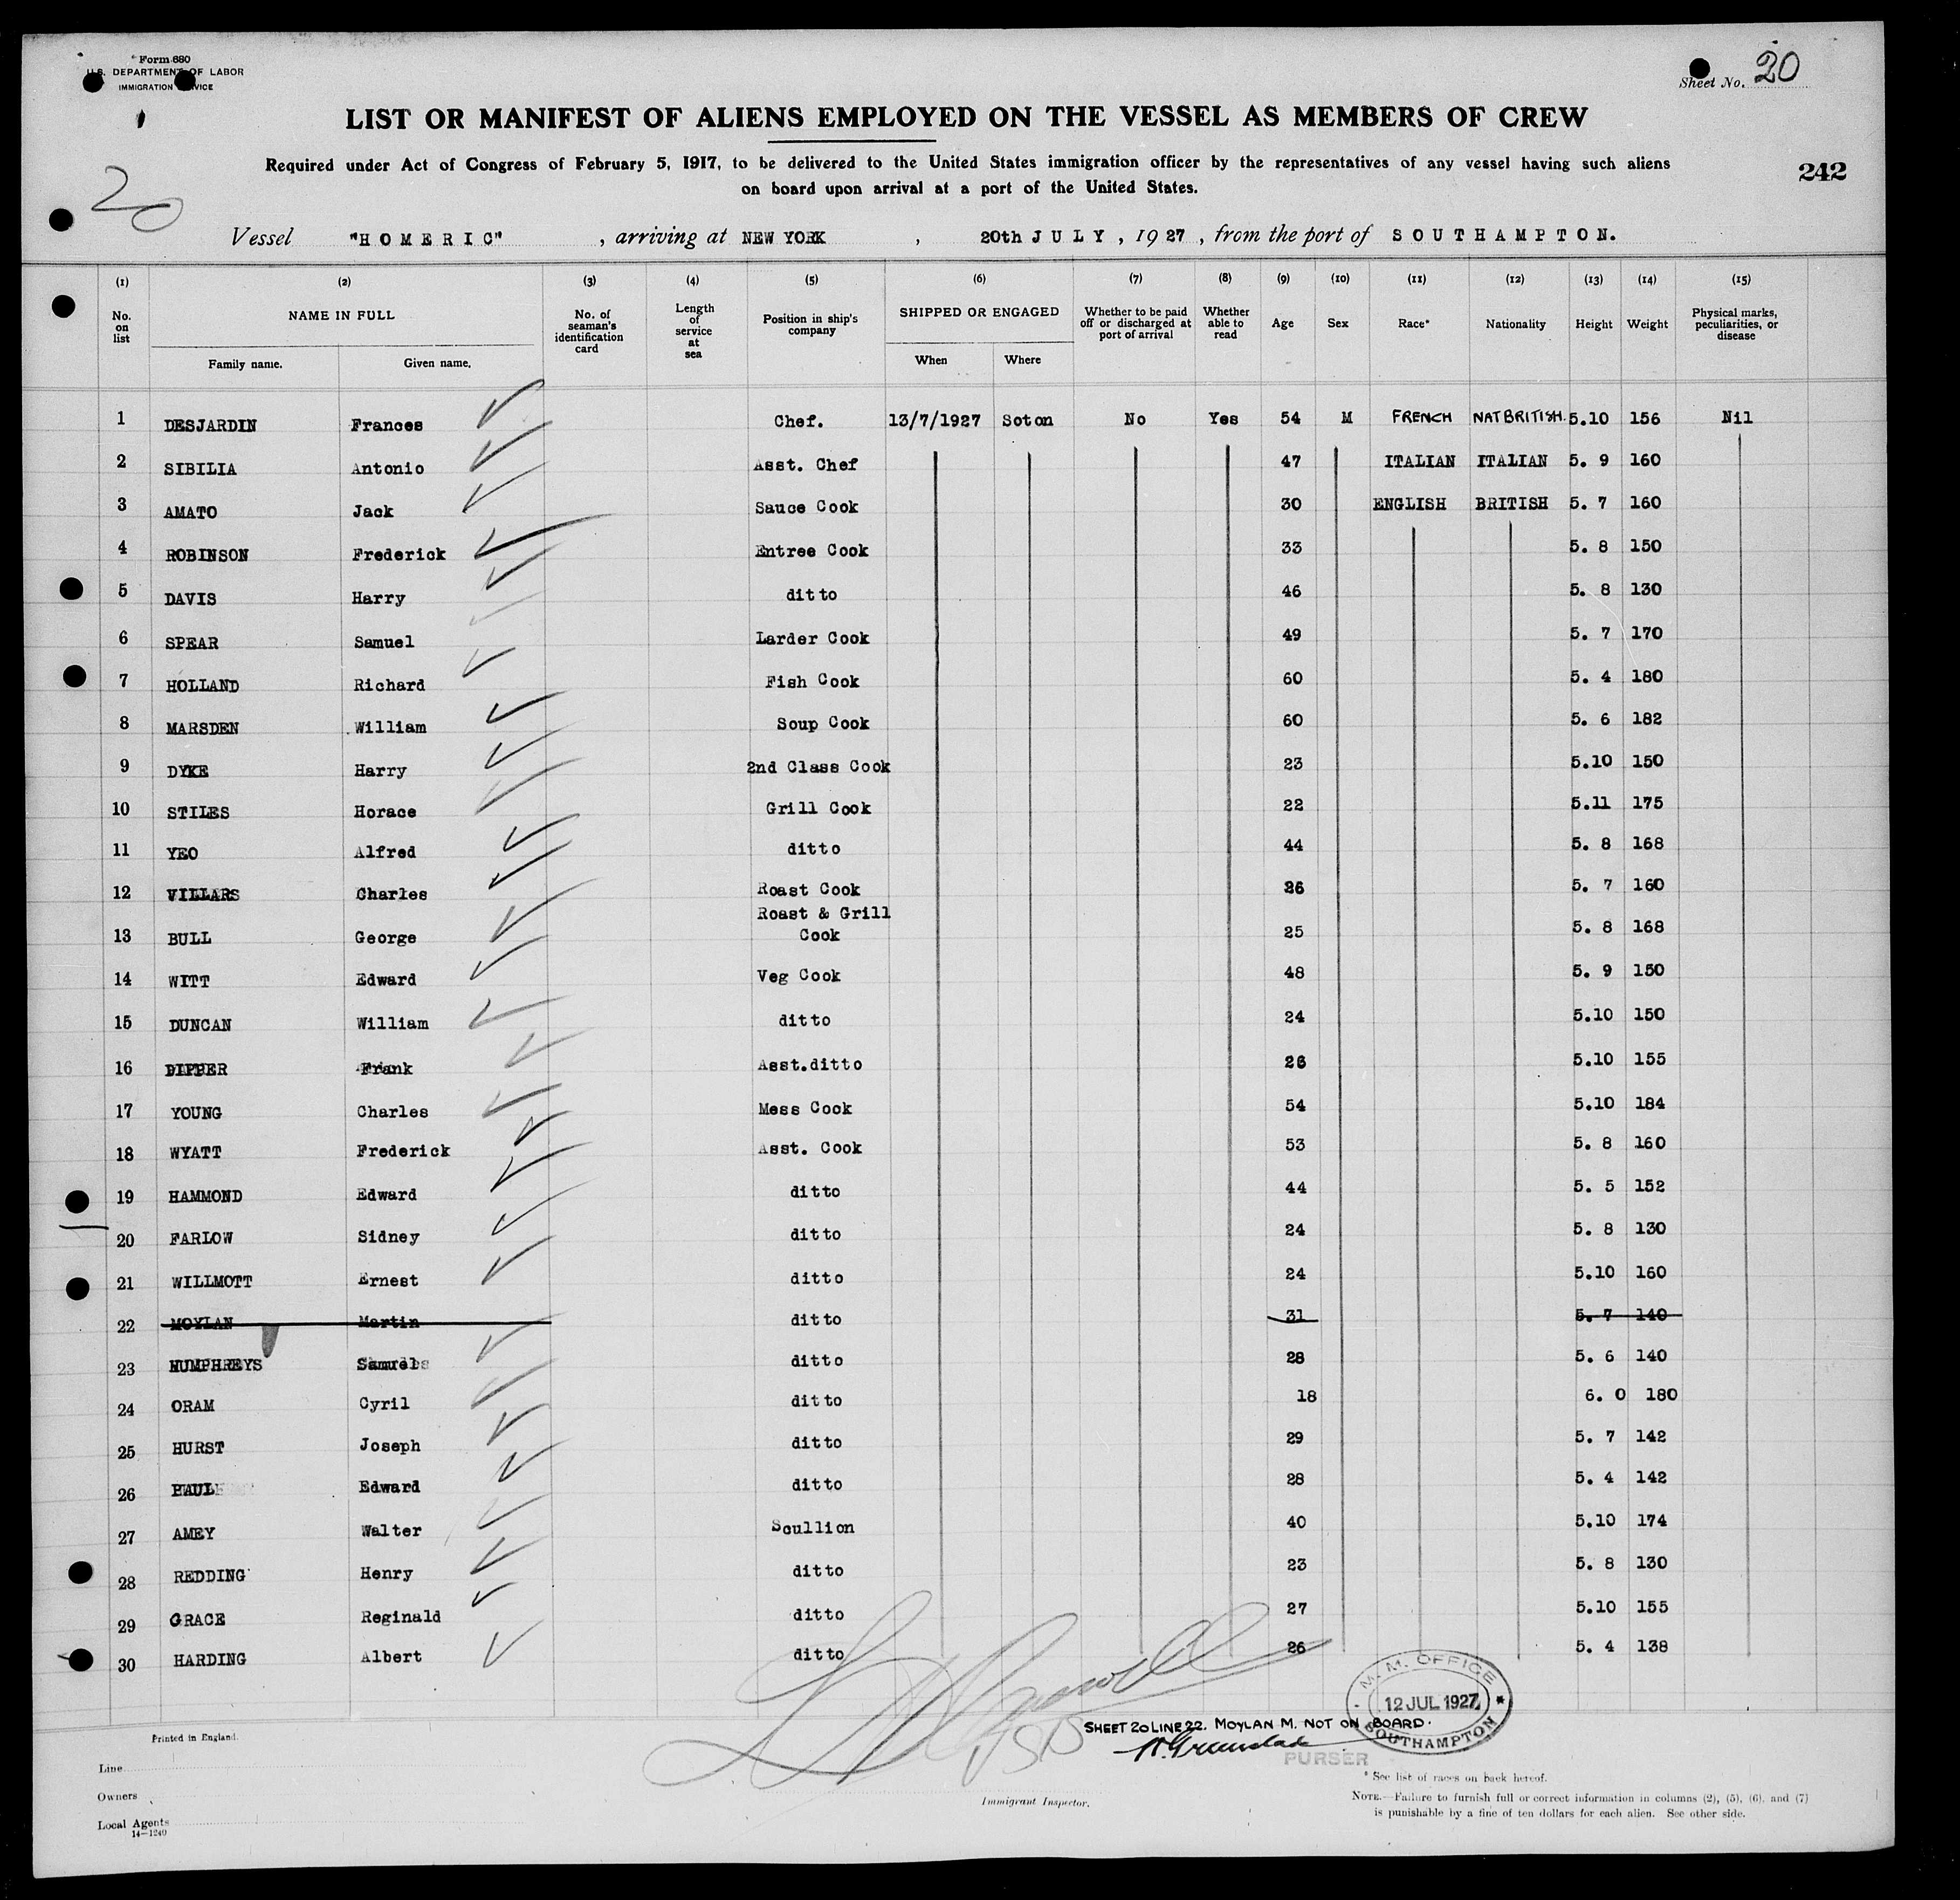 Form 680
U.S. DEPARTMENT OF LABOR
IMMIGRATION SERVICE
Sheet No. 20
LIST OR MANIFEST OF ALIENS EMPLOYED ON THE VESSEL AS MEMBERS OF CREW
Required under Act of Congress of February 5, 1917, to be delivered to the United States immigration officer by the representatives of any vessel having such aliens
on board upon arrival at a port of the United States.
242
20
Vessel "HOMERIC", arriving at NEW YORK, 20th JULY, 1927, from the port of SOUTHAMPTON.
(1) (2) (3) (4) (5) (6) (7) (8) (9) (10) (11) (12) (13) (14) (15)
No. on list NAME IN FULL Family name. Given name. No. of seaman's identification card Length of service at sea Position in ship's company SHIPPED OR ENGAGED When Where Whether to be paid off or discharged at port of arrival Whether able to read Age Sex Race* Nationality Height Weight Physical marks, peculiarities, or disease
1 DESJARDIN Frances Chef. 13/7/1927 Soton No Yes 54 M FRENCH NAT BRITISH. 5.10 156 Nil
2 SIBILIA Antonio Asst. Chef 47 ITALIAN ITALIAN 5. 9 160
3 AMATO Jack Sauce Cook 30 ENGLISH BRITISH 5. 7 160
4 ROBINSON Frederick Entree Cook 33 5. 8 150
5 DAVIS Harry ditto 46 5. 8 130
6 SPEAR Samuel Larder Cook 49 5. 7 170
7 HOLLAND Richard Fish Cook 60 5. 4 180
8 MARSDEN William Soup Cook 60 5. 6 182
9 DYKE Harry 2nd Class Cook 23 5.10 150
10 STILES Horace Grill Cook 22 5.11 175
11 YEO Alfred ditto 44 5. 8 168
12 VILLARS Charles Roast Cook 26 5. 7 160
13 BULL George Roast & Grill Cook 25 5. 8 168
14 WITT Edward Veg Cook 48 5. 9 150
15 DUNCAN William ditto 24 5.10 150
16 Frank Asst.ditto 26 5.10 155
17 YOUNG Charles Mess Cook 54 5.10 184
18 WYATT Frederick Asst. Cook 53 5. 8 160
19 HAMMOND Edward ditto 44 5. 5 152
20 FARLOW Sidney ditto 24 5. 8 130
21 WILLMOTT Ernest ditto 24 5.10 160
22 MOYLAN Martin ditto 31 5. 7 140
23 HUMPHREYS Samuel ditto 28 5. 6 140
24 ORAM Cyril ditto 18 6. 0 180
25 HURST Joseph ditto 29 5. 7 142
26 PAUL Edward ditto 28 5. 4 142
27 AMEY Walter Scullion 40 5.10 174
28 REDDING Henry ditto 23 5. 8 130
29 GRACE Reginald ditto 27 5.10 155
30 HARDING Albert ditto 26 5. 4 138
M. M. OFFICE
12 JUL 1927
SOUTHAMPTON
SHEET 20 LINE 22. MOYLAN M. NOT ON BOARD.
PURSER
Printed in England.
Line
Owners
Local Agents
14-1240
Immigrant Inspector.
* See list of races on back hereof.
NOTE.—Failure to furnish full or correct information in columns (2), (5), (6), and (7)
is punishable by a fine of ten dollars for each alien. See other side.